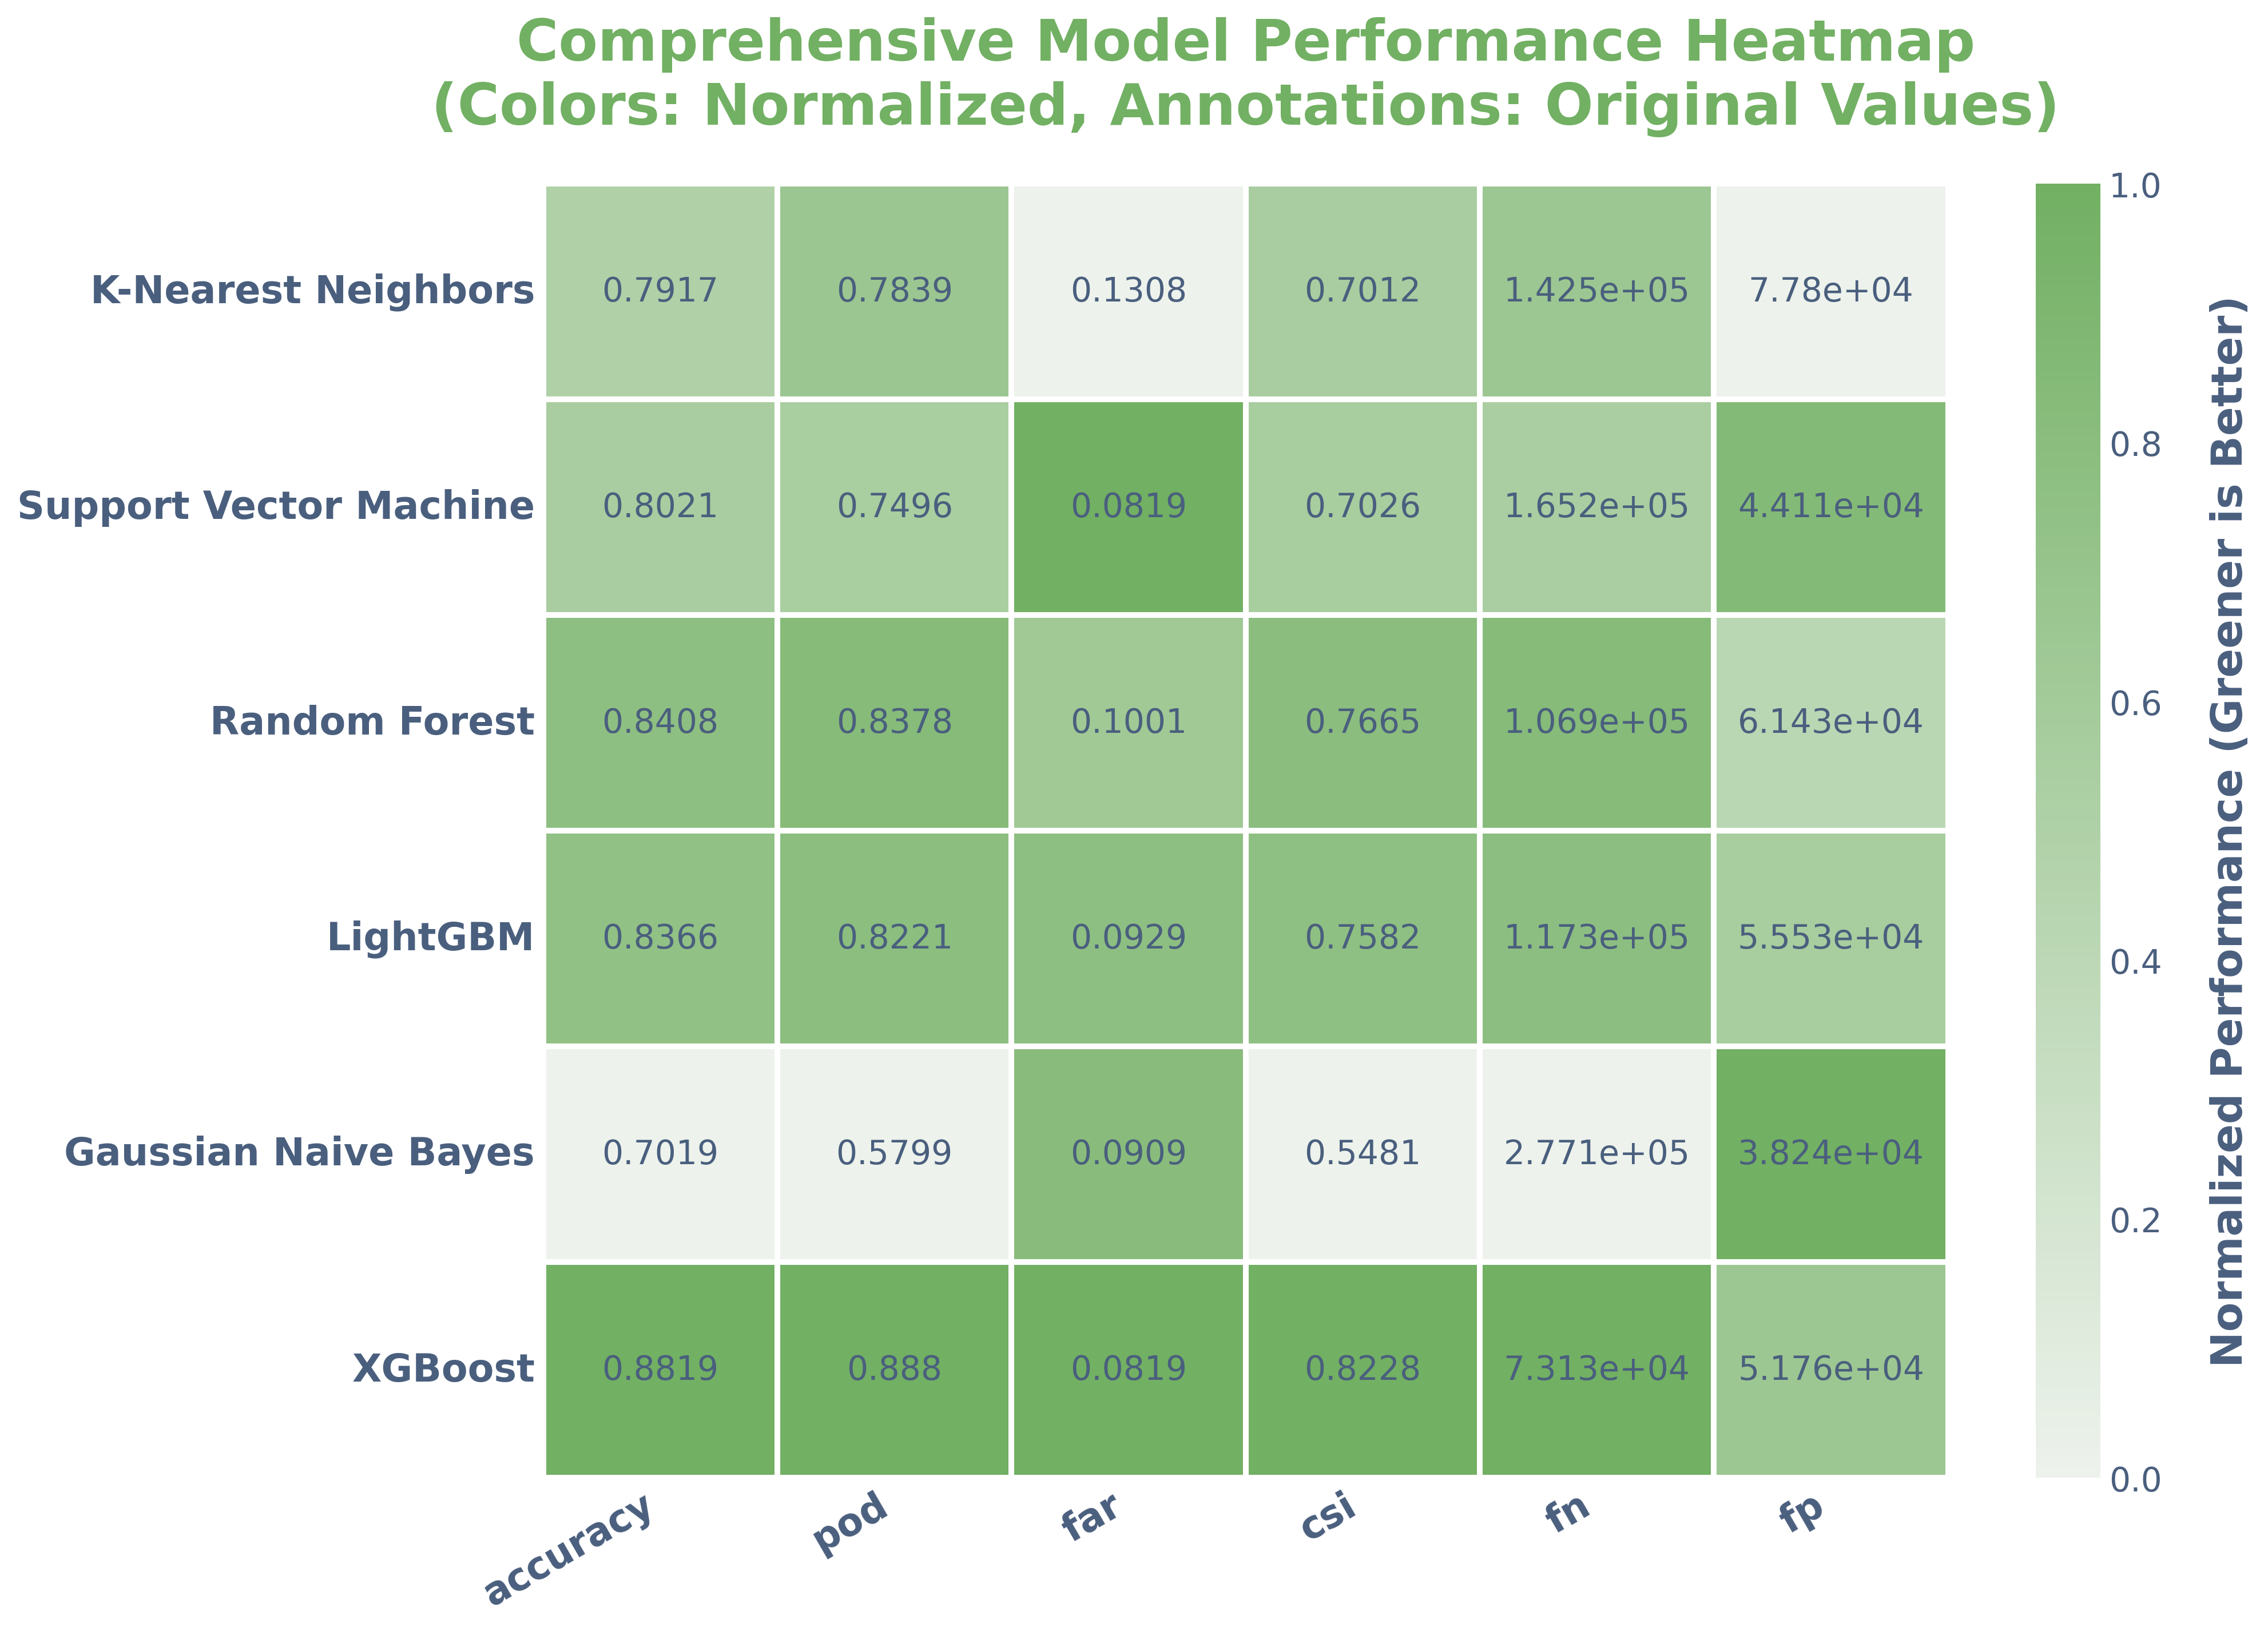 Comprehensive Model Performance Heatmap
(Colors: Normalized, Annotations: Original Values)
K-Nearest Neighbors 0.7917 0.7839 0.1308 0.7012 1.425e+05 7.78e+04
Support Vector Machine 0.8021 0.7496 0.0819 0.7026 1.652e+05 4.411e+04
Random Forest 0.8408 0.8378 0.1001 0.7665 1.069e+05 6.143e+04
LightGBM 0.8366 0.8221 0.0929 0.7582 1.173e+05 5.553e+04
Gaussian Naive Bayes 0.7019 0.5799 0.0909 0.5481 2.771e+05 3.824e+04
XGBoost 0.8819 0.888 0.0819 0.8228 7.313e+04 5.176e+04
accuracy pod far csi fn fp
1.0
0.8
0.6
0.4
0.2
0.0
Normalized Performance (Greener is Better)